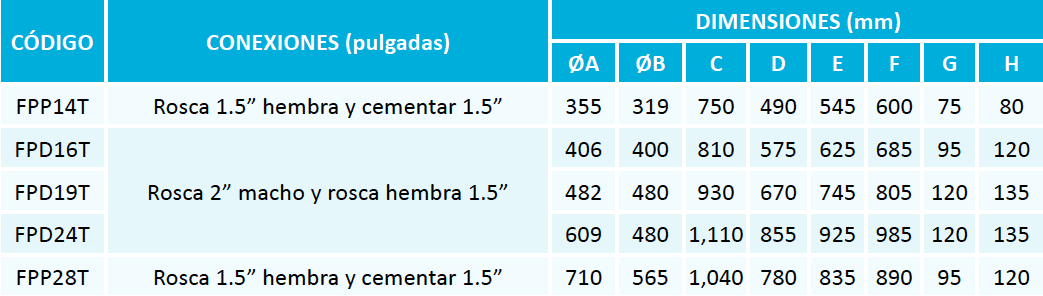 CÓDIGO CONEXIONES (pulgadas) DIMENSIONES (mm)
ØA ØB C D E F G H
FPP14T Rosca 1.5” hembra y cementar 1.5” 355 319 750 490 545 600 75 80
FPD16T 406 400 810 575 625 685 95 120
FPD19T Rosca 2” macho y rosca hembra 1.5” 482 480 930 670 745 805 120 135
FPD24T 609 480 1,110 855 925 985 120 135
FPP28T Rosca 1.5” hembra y cementar 1.5” 710 565 1,040 780 835 890 95 120